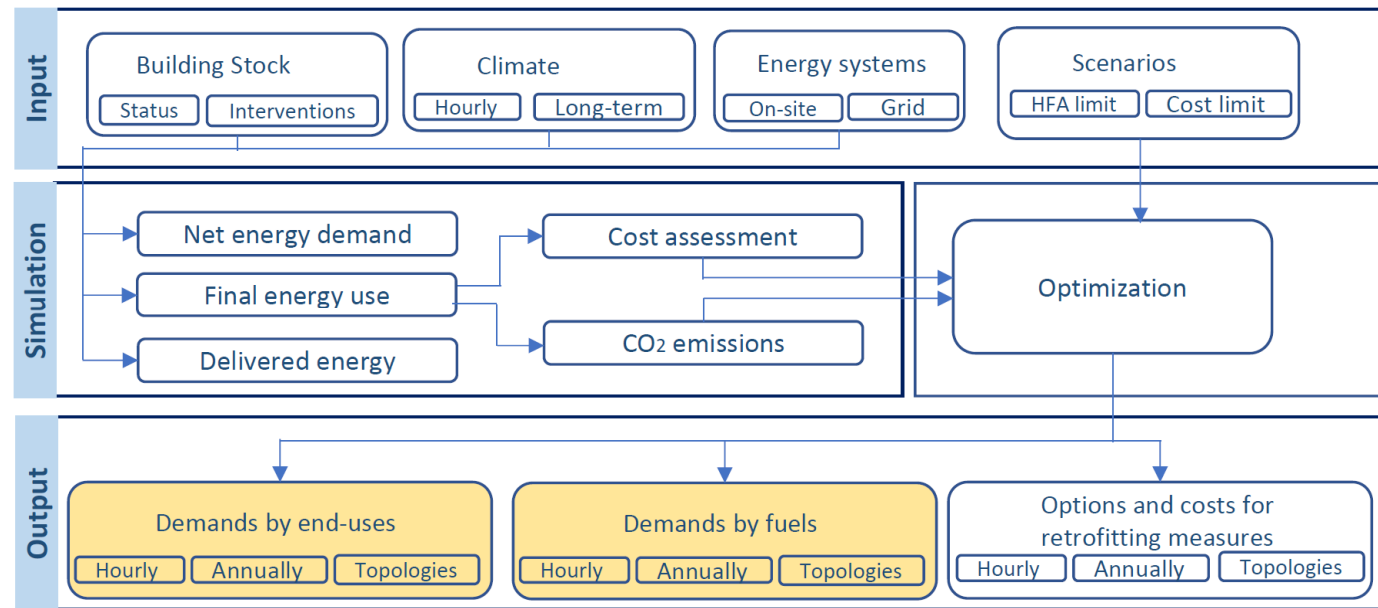 Input
Building Stock
Status
Interventions
Climate
Hourly
Long-term
Energy systems
On-site
Grid
Scenarios
HFA limit
Cost limit
Simulation
Net energy demand
Final energy use
Delivered energy
Cost assessment
CO2 emissions
Optimization
Output
Demands by end-uses
Hourly
Annually
Topologies
Demands by fuels
Hourly
Annually
Topologies
Options and costs for
retrofitting measures
Hourly
Annually
Topologies